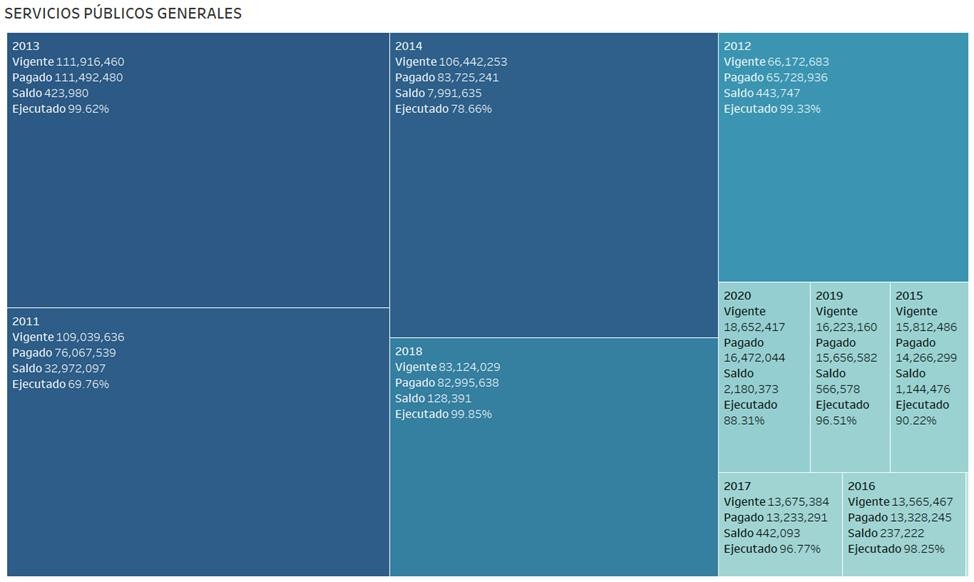 SERVICIOS PÚBLICOS GENERALES
2013
Vigente 111,916,460
Pagado 111,492,480
Saldo 423,980
Ejecutado 99.62%
2011
Vigente 109,039,636
Pagado 76,067,539
Saldo 32,972,097
Ejecutado 69.76%
2014
Vigente 106,442,253
Pagado 83,725,241
Saldo 7,991,635
Ejecutado 78.66%
2018
Vigente 83,124,029
Pagado 82,995,638
Saldo 128,391
Ejecutado 99.85%
2012
Vigente 66,172,683
Pagado 65,728,936
Saldo 443,747
Ejecutado 99.33%
2020
Vigente
18,652,417
Pagado
16,472,044
Saldo
2,180,373
Ejecutado
88.31%
2019
Vigente
16,223,160
Pagado
15,656,582
Saldo
566,578
Ejecutado
96.51%
2015
Vigente
15,812,486
Pagado
14,266,299
Saldo
1,144,476
Ejecutado
90.22%
2017
Vigente 13,675,384
Pagado 13,233,291
Saldo 442,093
Ejecutado 96.77%
2016
Vigente 13,565,467
Pagado 13,328,245
Saldo 237,222
Ejecutado 98.25%